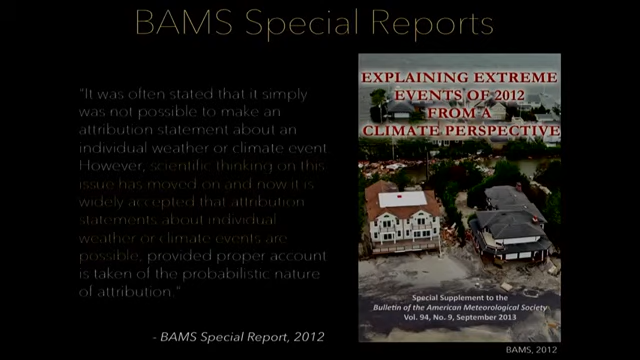 BAMS Special Reports
"It was often stated that it simply
was not possible to make an
attribution statement about an
individual weather or climate event
However, scientific thinking on this
issue has moved on and now it is
widely accepted that attribution
statements about individual
weather or climate events are
possible, provided proper account
is taken of the probabilistic nature
of attribution."
- BAMS Special Report, 2012
EXPLAINING EXTREME
EVENTS OF 2012
FROM A
CLIMATE PERSPECTIVE
Special Supplement to the
Bulletin of the American Meteorological Society
Vol. 94, No. 9, September 2013
BAMS, 2012